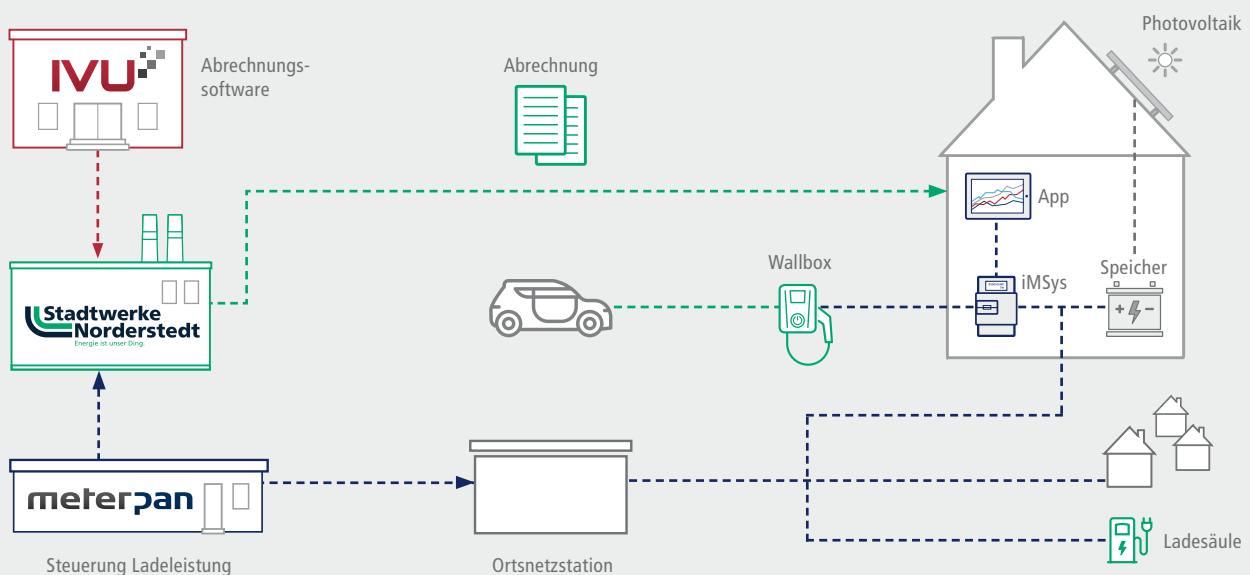 Photovoltaik
IVU
Abrechnungs-
software
Abrechnung
App
Wallbox
iMSys
Speicher
Stadtwerke
Norderstedt
Energie ist unser Ding.
meterpan
Steuerung Ladeleistung
Ortsnetzstation
Ladesäule